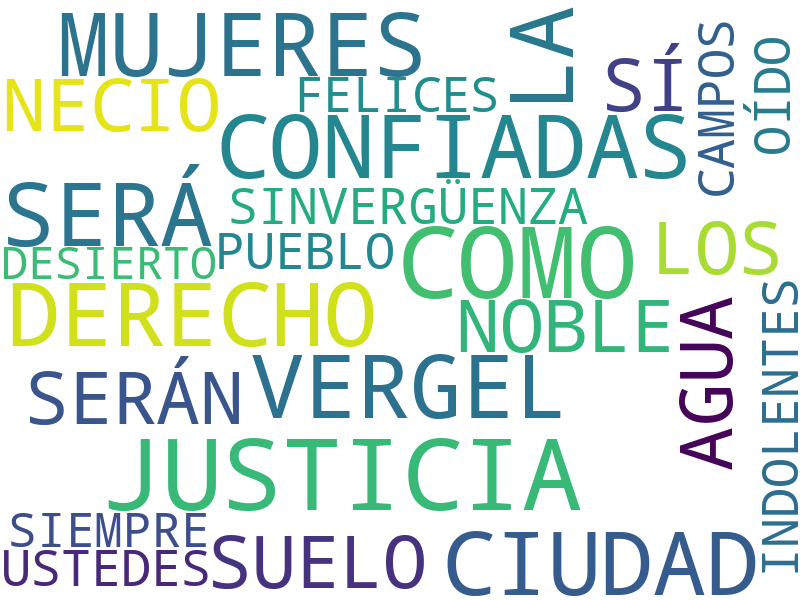 MUJERES
LA
SÍ
CAMPOS
OÍDO
NECIO
FELICES
CONFIADAS
SERÁ
SINVERGÜENZA
DESIERTO
PUEBLO
COMO
LOS
DERECHO
NOBLE
AGUA
INDOLENTES
SERÁN
VERGEL
JUSTICIA
SIEMPRE
USTEDES
SUELO
CIUDAD